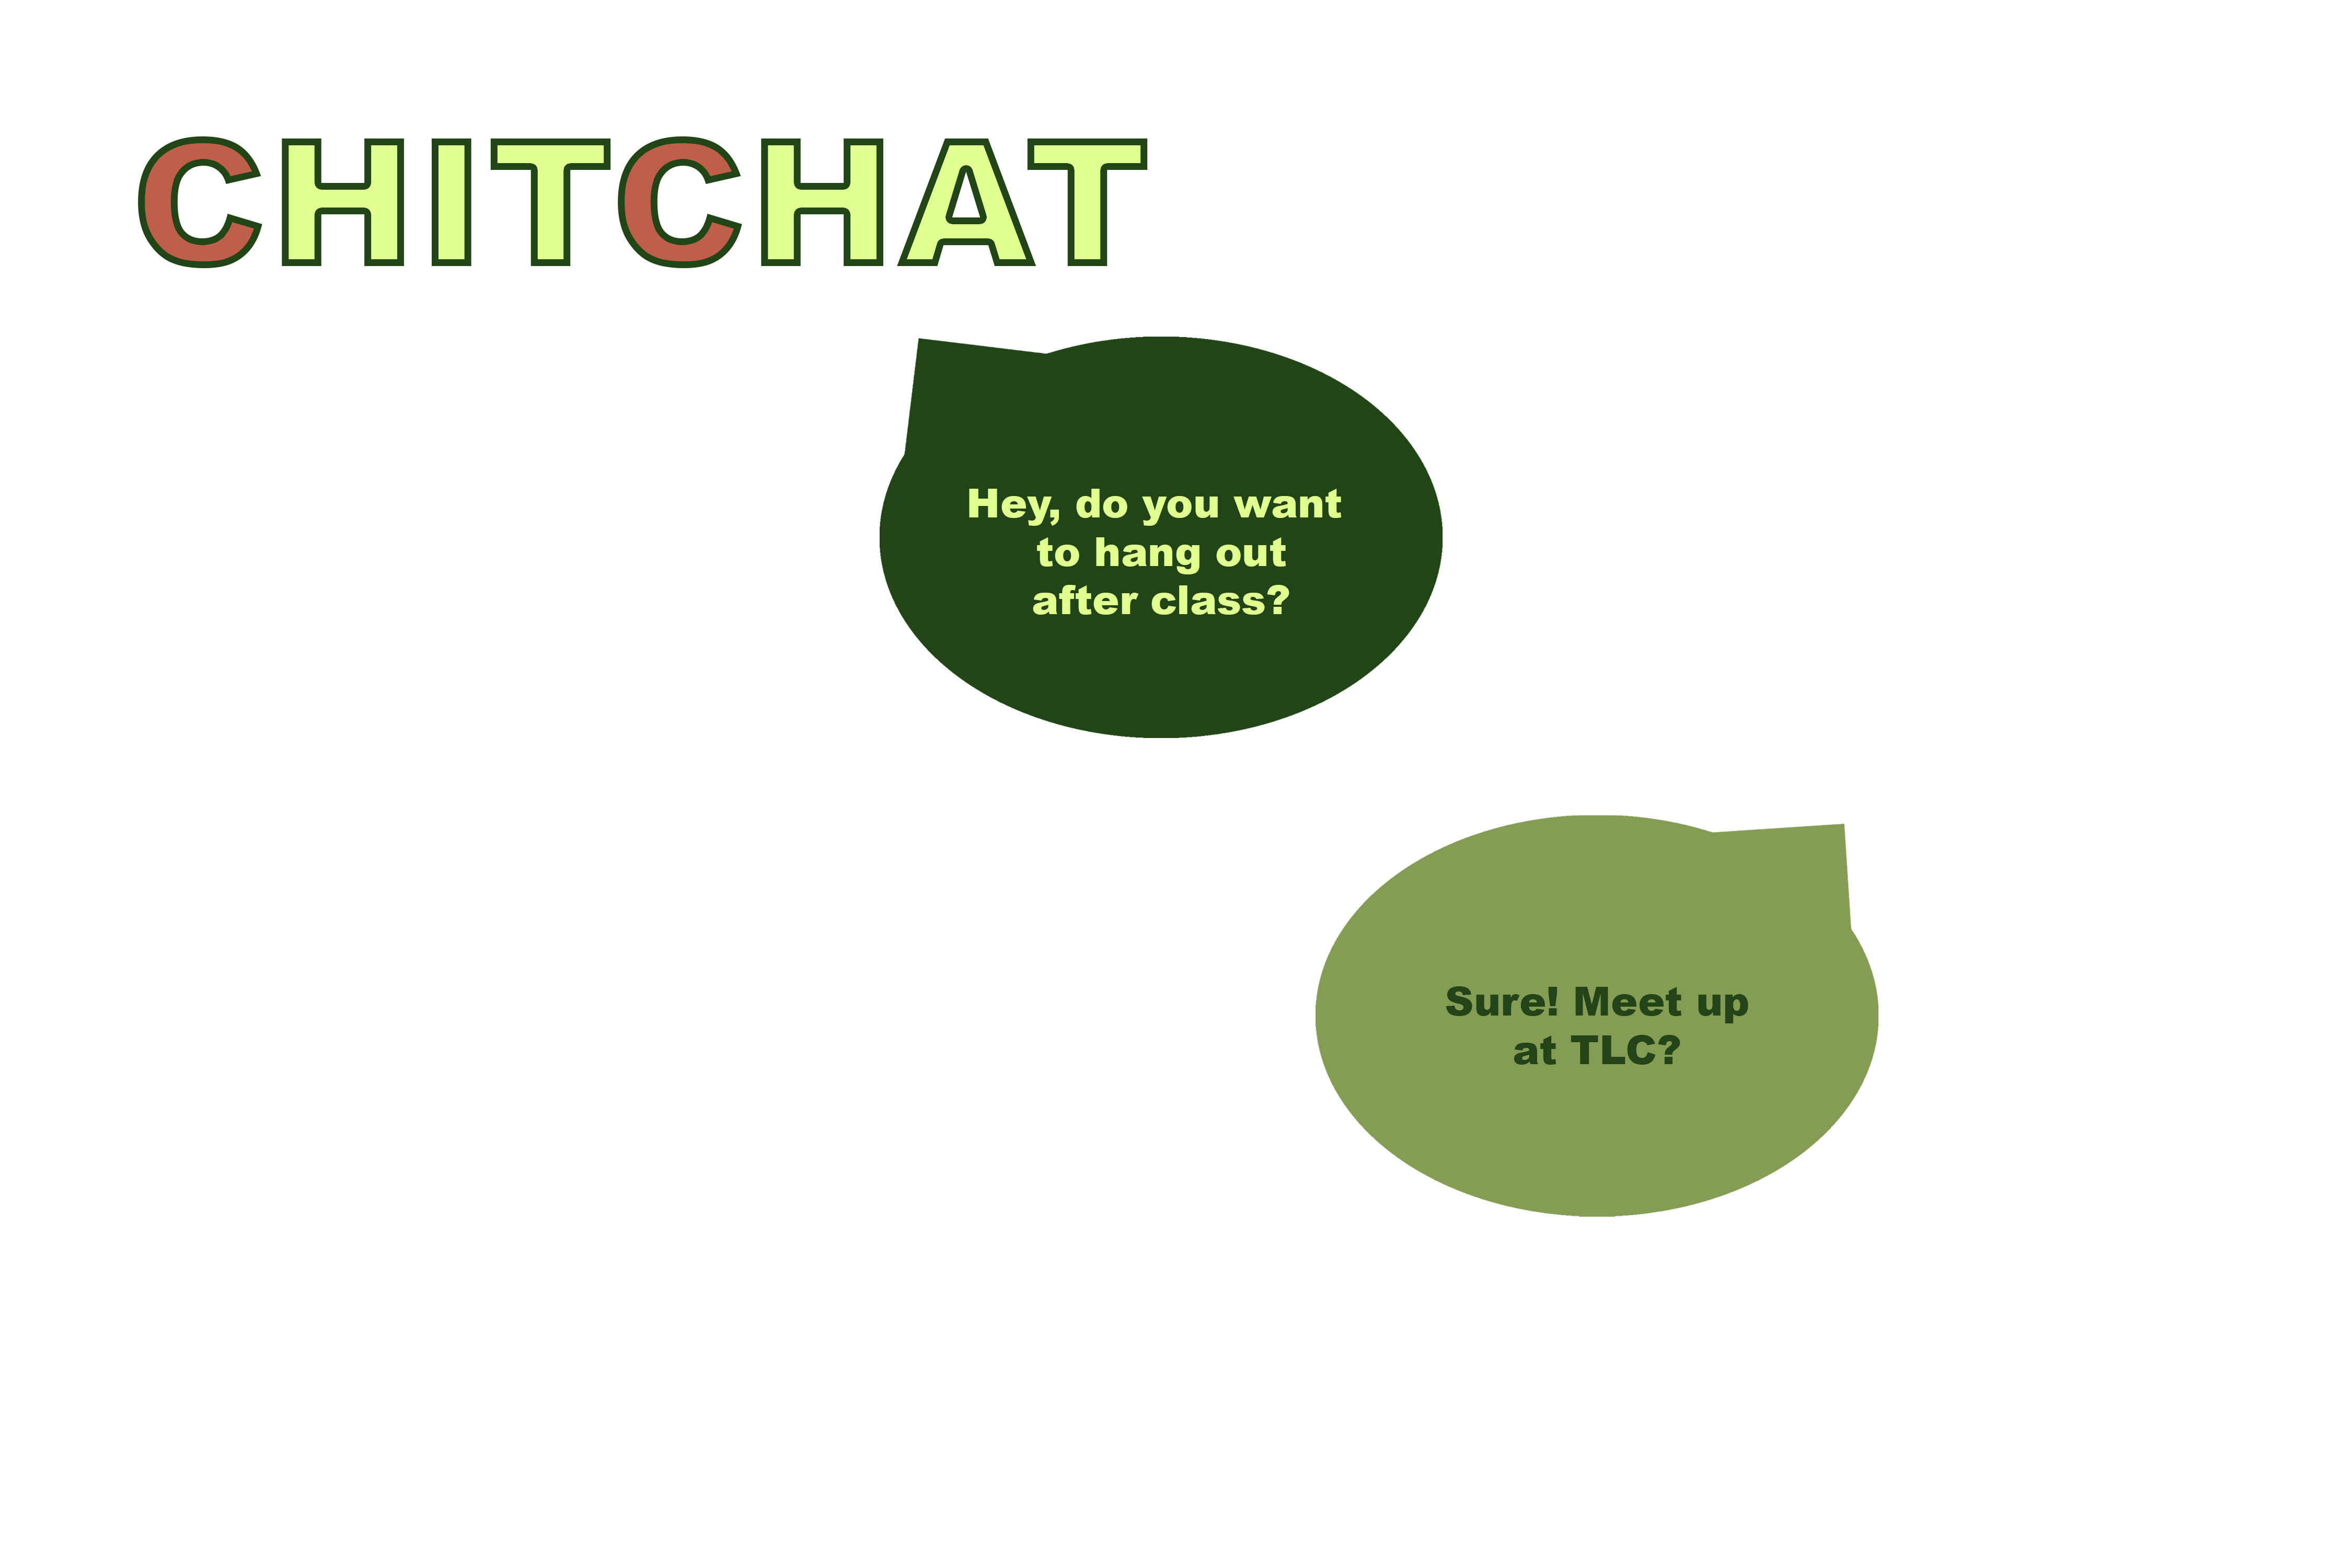 CHITCHAT
Hey, do you want
to hang out
after class?
Sure! Meet up
at TLC?